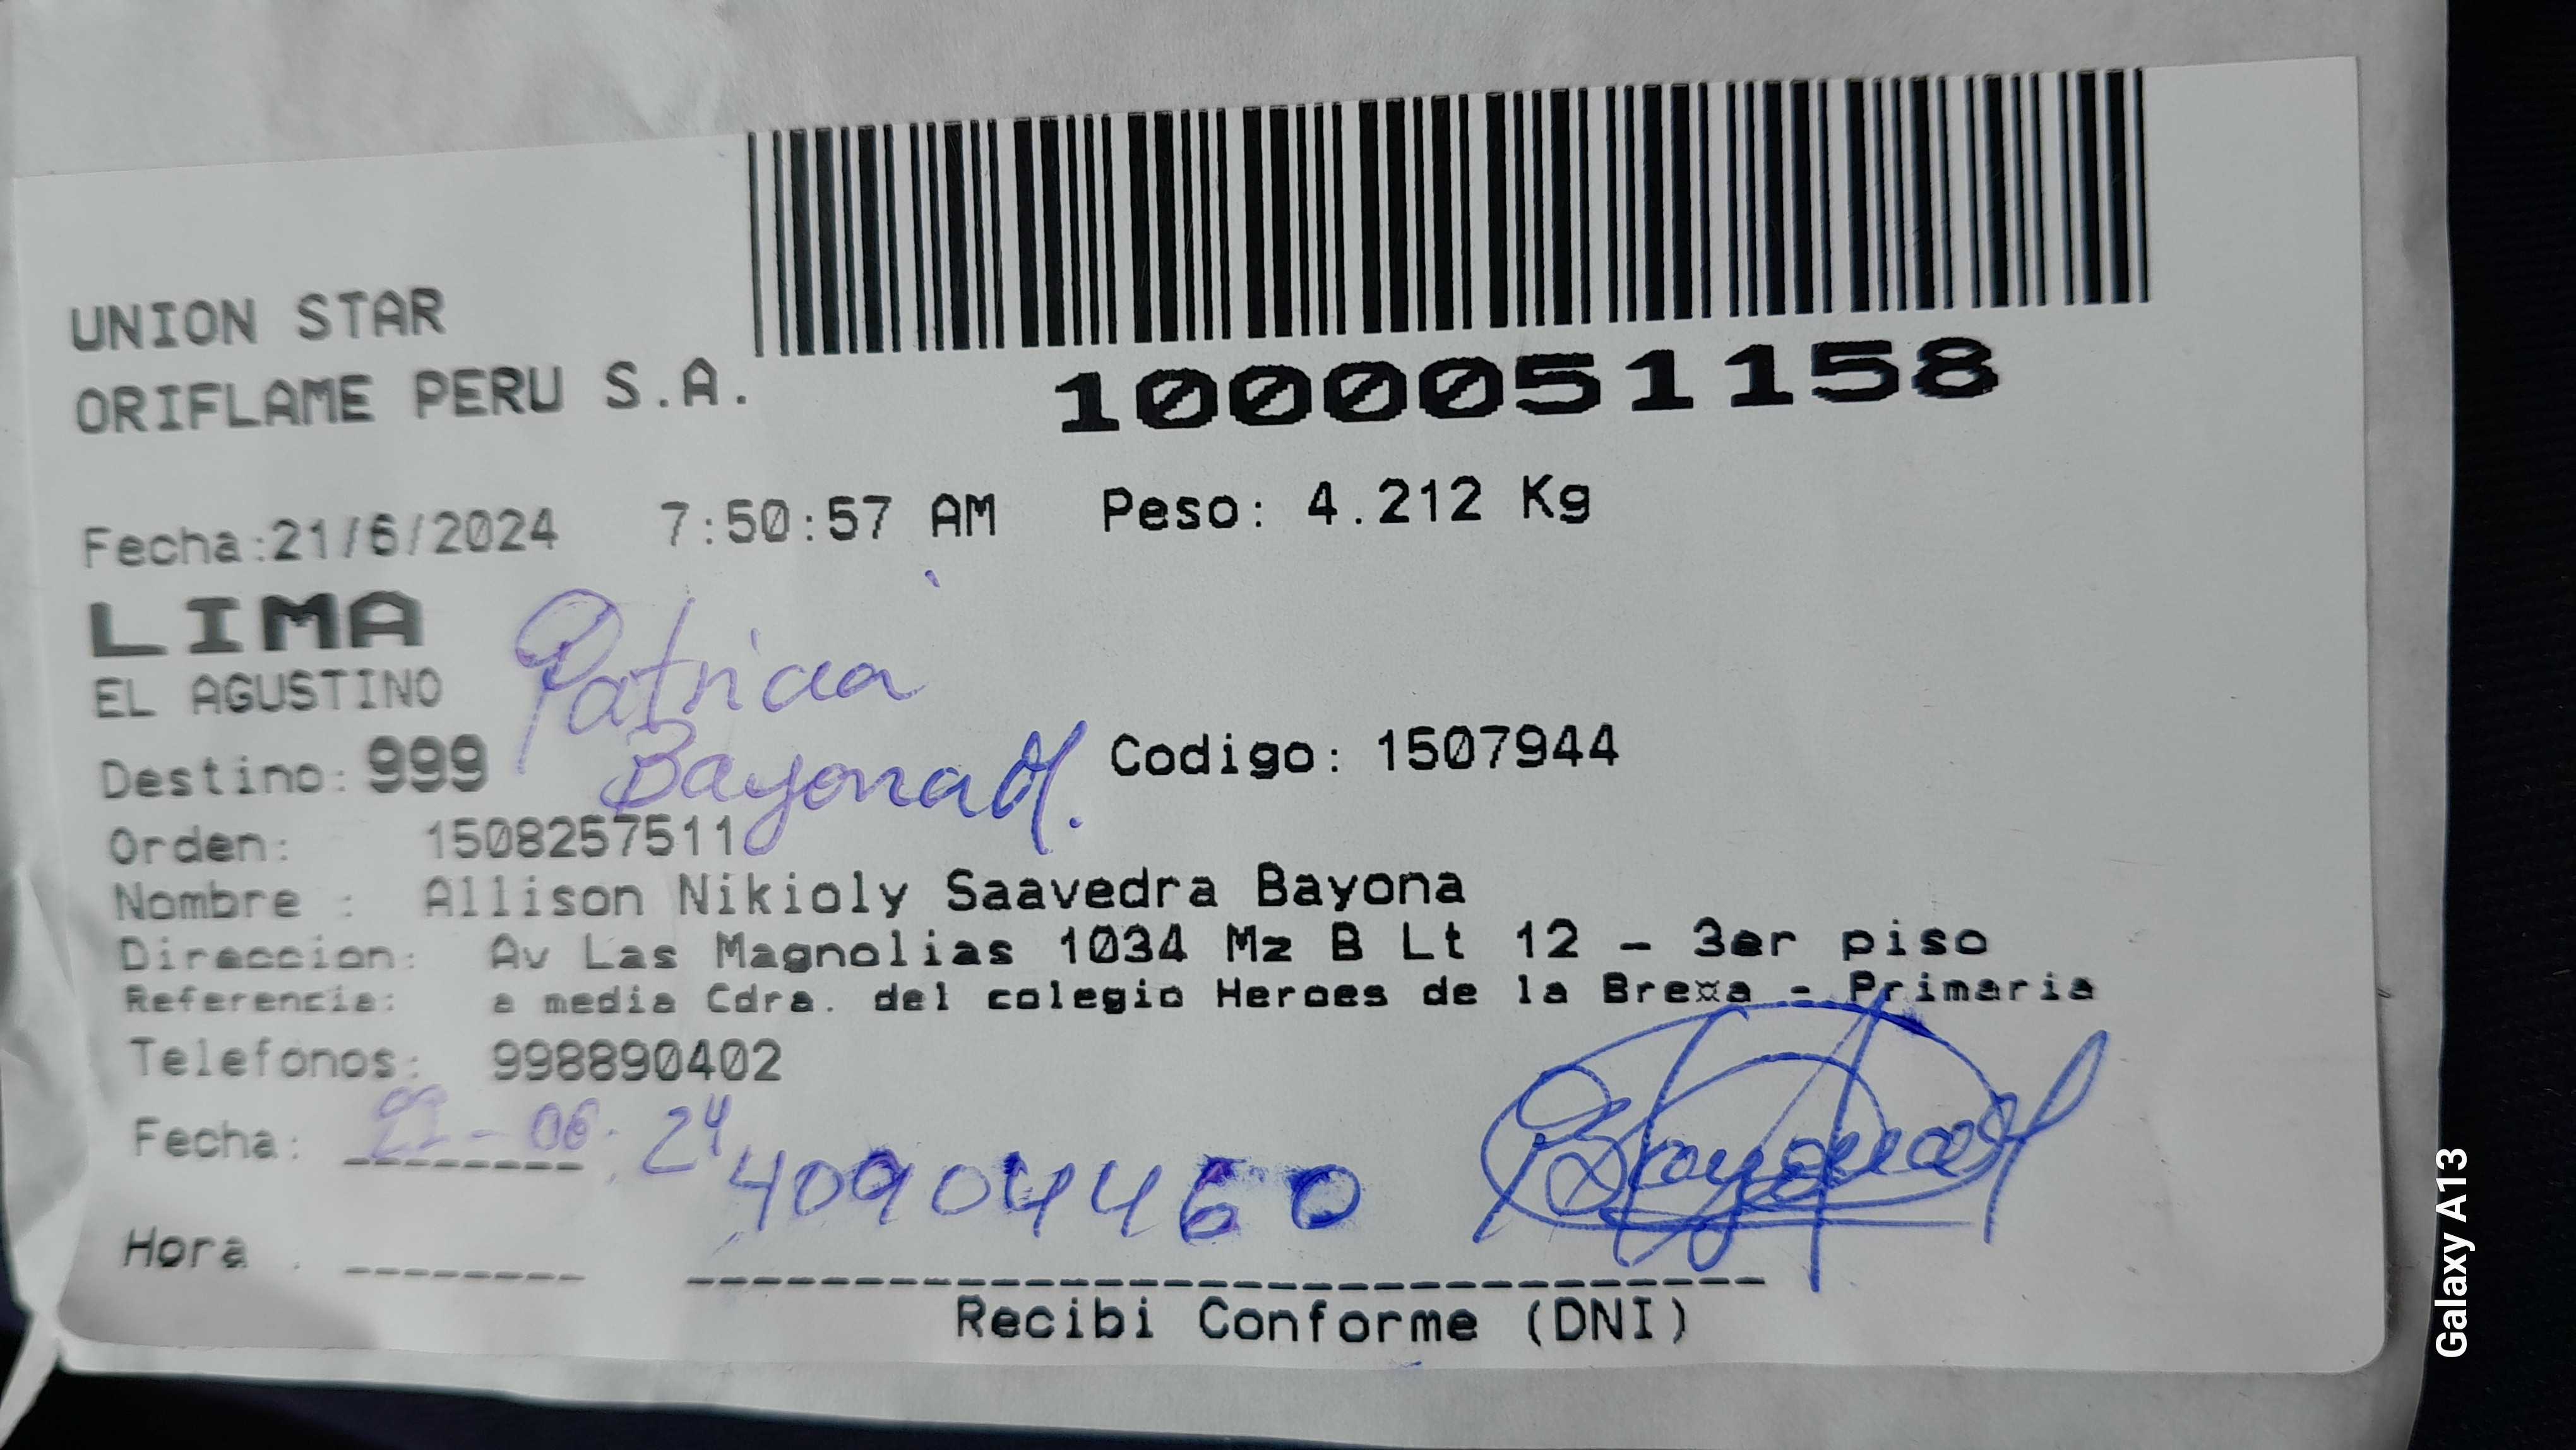 UNION STAR
ORIFLAME PERU S.A.
1000051158
Fecha:21/6/2024 7:50:57 AM Peso: 4.212 Kg
LIMA
EL AGUSTINO
Patricia
Bayona M.
Destino: 999 Codigo: 1507944
Orden: 1508257511
Nombre : Allison Nikioly Saavedra Bayona
Direccion: Av Las Magnolias 1034 Mz B Lt 12 - 3er piso
Referencia: a media Cdra. del colegio Heroes de la Bre¤a - Primaria
Telefonos: 998890402
Fecha: -06-24
40904460
Hora .
Recibi Conforme (DNI)
Galaxy A13